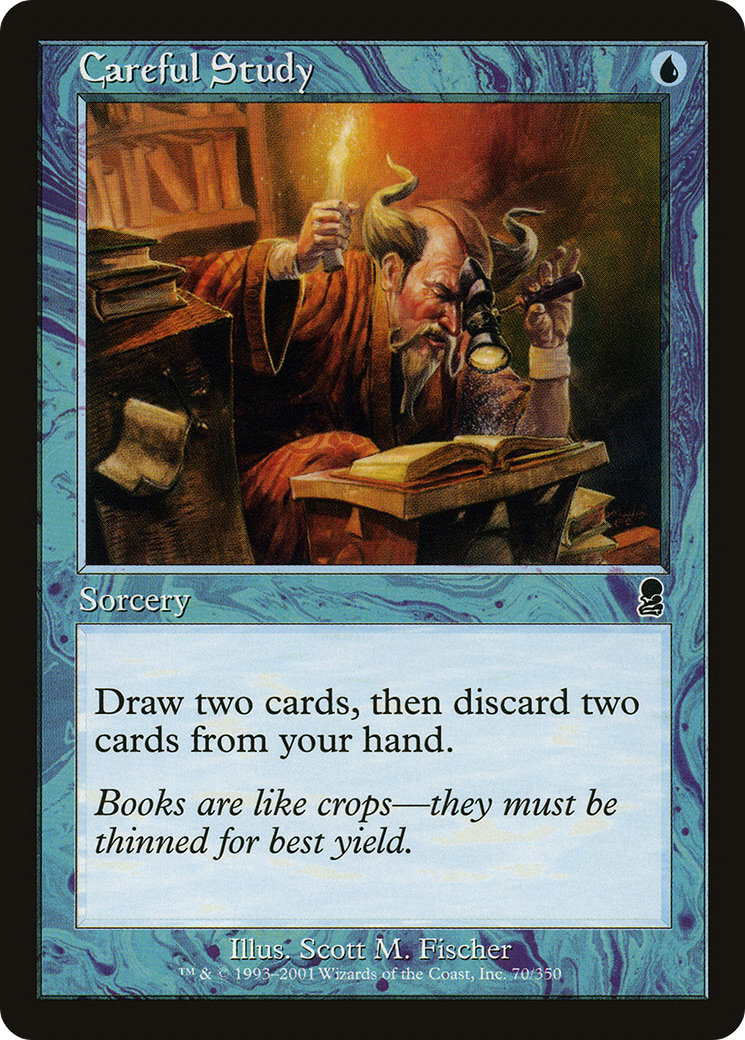 Careful Study
Sorcery
Draw two cards, then discard two
cards from your hand.
Books are like crops—they must be
thinned for best yield.
Illus. Scott M. Fischer
™ & © 1993–2001 Wizards of the Coast, Inc. 70/350